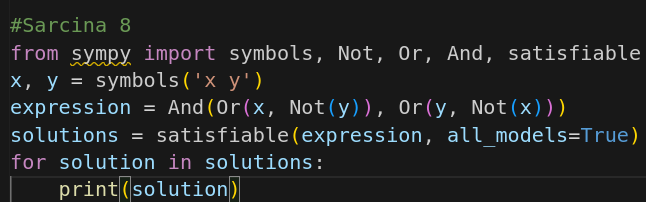 #Sarcina 8
from sympy import symbols, Not, Or, And, satisfiable
x, y = symbols('x y')
expression = And(Or(x, Not(y)), Or(y, Not(x)))
solutions = satisfiable(expression, all_models=True)
for solution in solutions:
    print(solution)